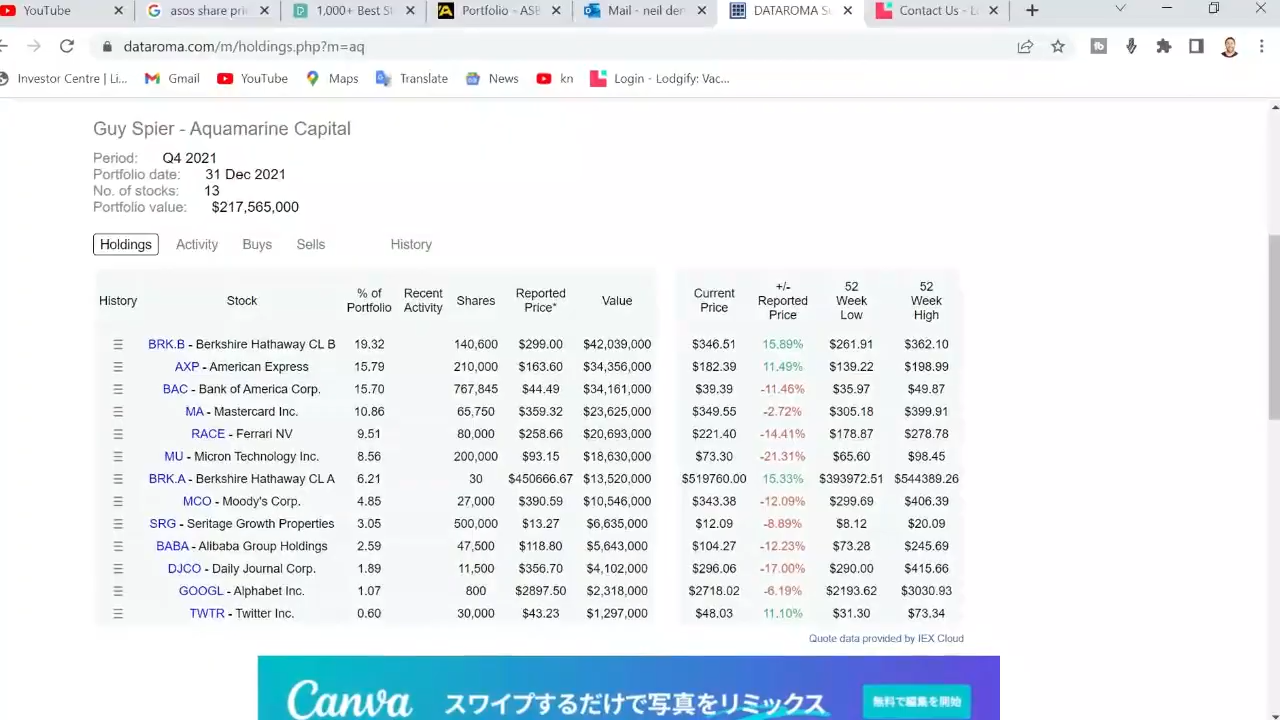 YouTube asos share pri 1,000+ Best St Portfolio - ASE Mail - neil der DATAROMA Su Contact Us - L
dataroma.com/m/holdings.php?m=aq
Investor Centre | Li... Gmail YouTube Maps Translate News kn Login - Lodgify: Vac...
Guy Spier - Aquamarine Capital
Period: Q4 2021
Portfolio date: 31 Dec 2021
No. of stocks: 13
Portfolio value: $217,565,000
Holdings Activity Buys Sells History
History Stock % of Portfolio Recent Activity Shares Reported Price* Value Current Price +/- Reported Price 52 Week Low 52 Week High
≡ BRK.B - Berkshire Hathaway CL B 19.32 140,600 $299.00 $42,039,000 $346.51 15.89% $261.91 $362.10
≡ AXP - American Express 15.79 210,000 $163.60 $34,356,000 $182.39 11.49% $139.22 $198.99
≡ BAC - Bank of America Corp. 15.70 767,845 $44.49 $34,161,000 $39.39 -11.46% $35.97 $49.87
≡ MA - Mastercard Inc. 10.86 65,750 $359.32 $23,625,000 $349.55 -2.72% $305.18 $399.91
≡ RACE - Ferrari NV 9.51 80,000 $258.66 $20,693,000 $221.40 -14.41% $178.87 $278.78
≡ MU - Micron Technology Inc. 8.56 200,000 $93.15 $18,630,000 $73.30 -21.31% $65.60 $98.45
≡ BRK.A - Berkshire Hathaway CL A 6.21 30 $450666.67 $13,520,000 $519760.00 15.33% $393972.51 $544389.26
≡ MCO - Moody's Corp. 4.85 27,000 $390.59 $10,546,000 $343.38 -12.09% $299.69 $406.39
≡ SRG - Seritage Growth Properties 3.05 500,000 $13.27 $6,635,000 $12.09 -8.89% $8.12 $20.09
≡ BABA - Alibaba Group Holdings 2.59 47,500 $118.80 $5,643,000 $104.27 -12.23% $73.28 $245.69
≡ DJCO - Daily Journal Corp. 1.89 11,500 $356.70 $4,102,000 $296.06 -17.00% $290.00 $415.66
≡ GOOGL - Alphabet Inc. 1.07 800 $2897.50 $2,318,000 $2718.02 -6.19% $2193.62 $3030.93
≡ TWTR - Twitter Inc. 0.60 30,000 $43.23 $1,297,000 $48.03 11.10% $31.30 $73.34
Quote data provided by IEX Cloud
Canva スワイプするだけで写真をリミックス 無料で編集を開始